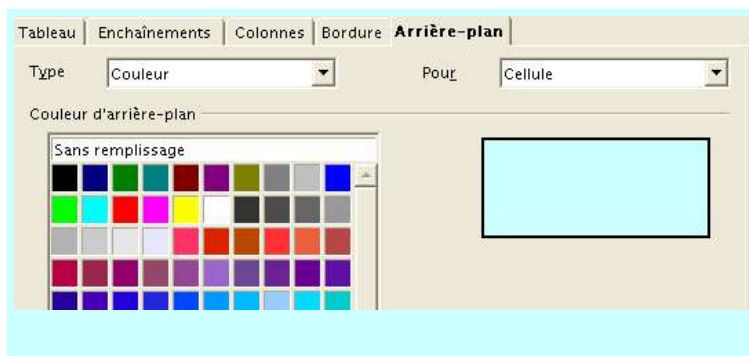 Tableau Enchaînements Colonnes Bordure Arrière-plan
Type Couleur Pour Cellule
Couleur d'arrière-plan
Sans remplissage